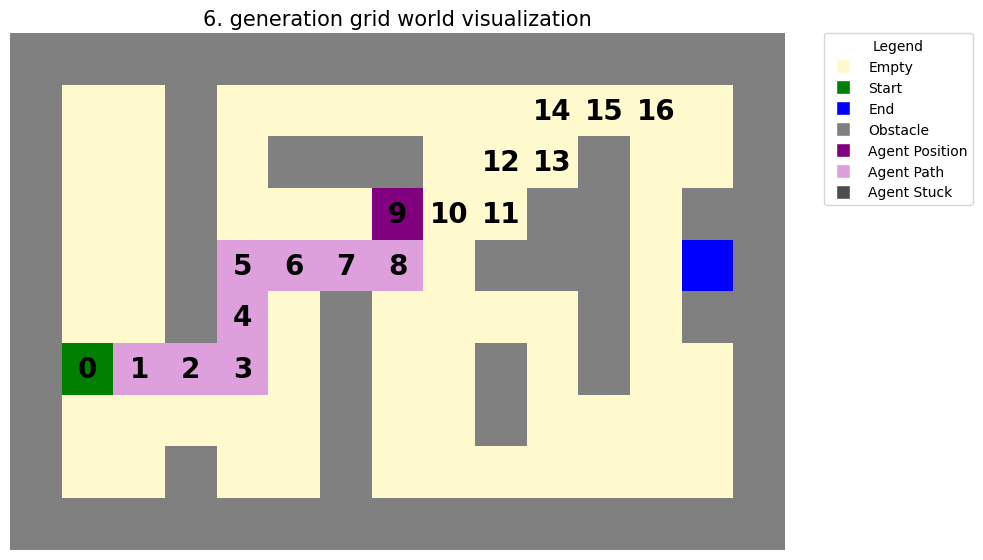 6. generation grid world visualization
Legend
Empty
Start
End
Obstacle
Agent Position
Agent Path
Agent Stuck
14 15 16
12 13
9 10 11
5 6 7 8
4
0 1 2 3